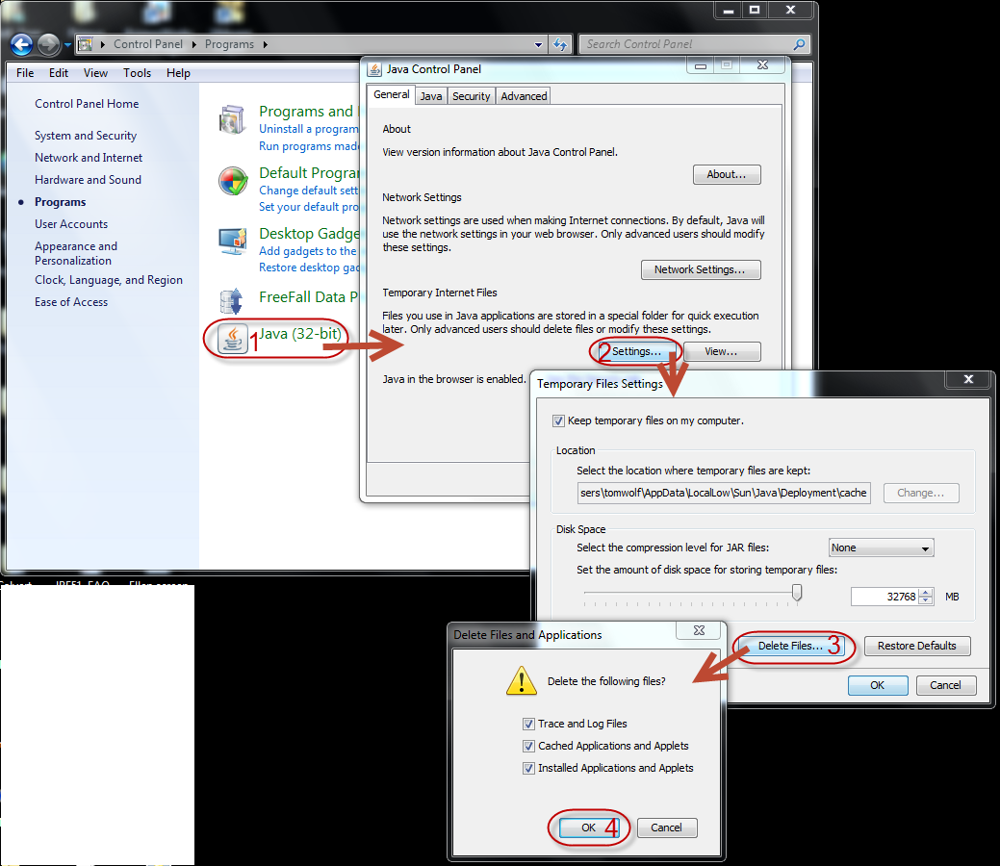 Control Panel
Programs
Search Control Panel
File Edit View Tools Help
Control Panel Home
System and Security
Network and Internet
Hardware and Sound
Programs
User Accounts
Appearance and
Personalization
Clock, Language, and Region
Ease of Access
Programs and
Uninstall a program
Run programs made
Default Progra
Change default sett
Set your default pro
Desktop Gadge
Add gadgets to the
Restore desktop gad
FreeFall Data P
1
Java (32-bit)
Java Control Panel
General Java Security Advanced
About
View version information about Java Control Panel.
About...
Network Settings
Network settings are used when making Internet connections. By default, Java will
use the network settings in your web browser. Only advanced users should modify
these settings.
Network Settings...
Temporary Internet Files
Files you use in Java applications are stored in a special folder for quick execution
later. Only advanced users should delete files or modify these settings.
2 Settings... View...
Java in the browser is enabled.
Temporary Files Settings
Keep temporary files on my computer.
Location
Select the location where temporary files are kept:
sers\tomwolf\AppData\LocalLow\Sun\Java\Deployment\cache
Change...
Disk Space
Select the compression level for JAR files:
None
Set the amount of disk space for storing temporary files:
32768 MB
Delete Files... 3
Restore Defaults
OK Cancel
Delete Files and Applications
Delete the following files?
Trace and Log Files
Cached Applications and Applets
Installed Applications and Applets
OK 4 Cancel